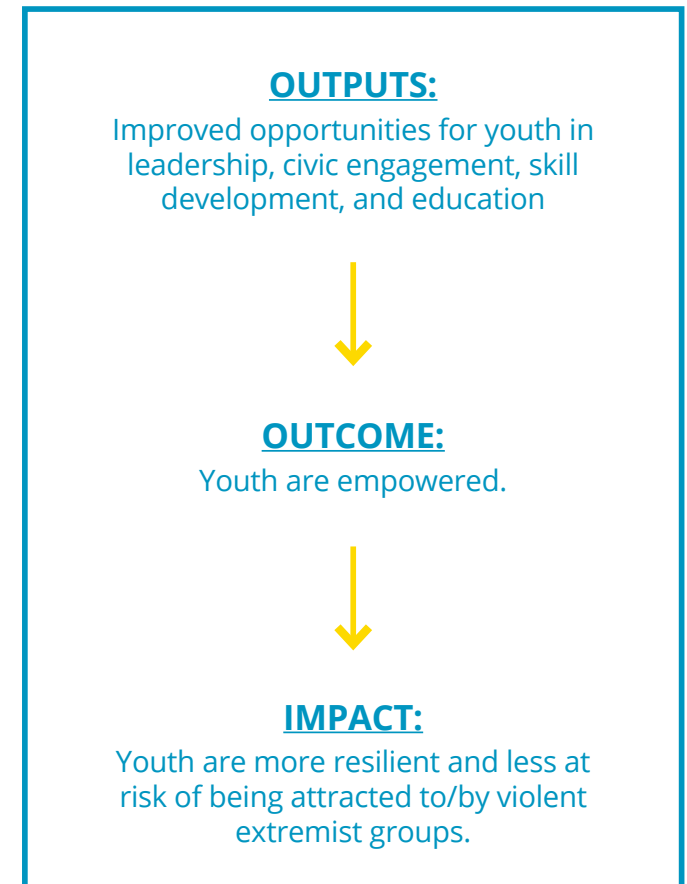 OUTPUTS:
Improved opportunities for youth in
leadership, civic engagement, skill
development, and education
OUTCOME:
Youth are empowered.
IMPACT:
Youth are more resilient and less at
risk of being attracted to/by violent
extremist groups.